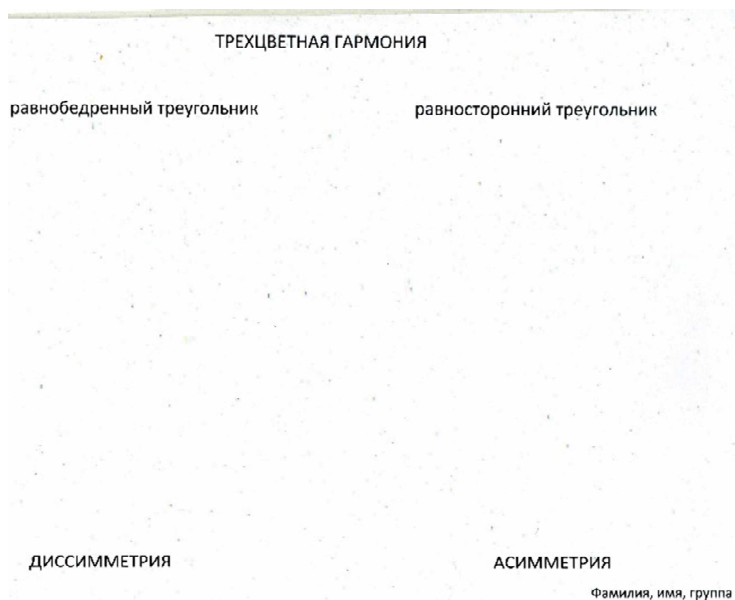 ТРЕХЦВЕТНАЯ ГАРМОНИЯ
равнобедренный треугольник равносторонний треугольник
ДИССИММЕТРИЯ АСИММЕТРИЯ
Фамилия, имя, группа